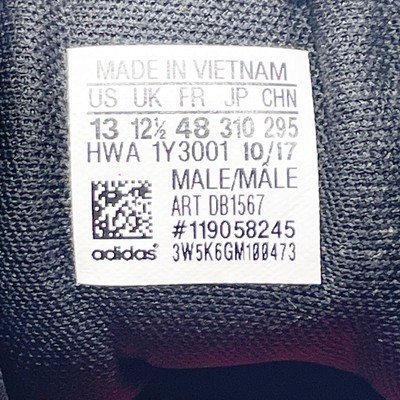 MADE IN VIETNAM
US UK FR JP CHN
13 12½ 48 310 295
HWA 1Y3001 10/17
MALE/MÂLE
ART DB1567
#119058245
adidas 3W5K6GM100473